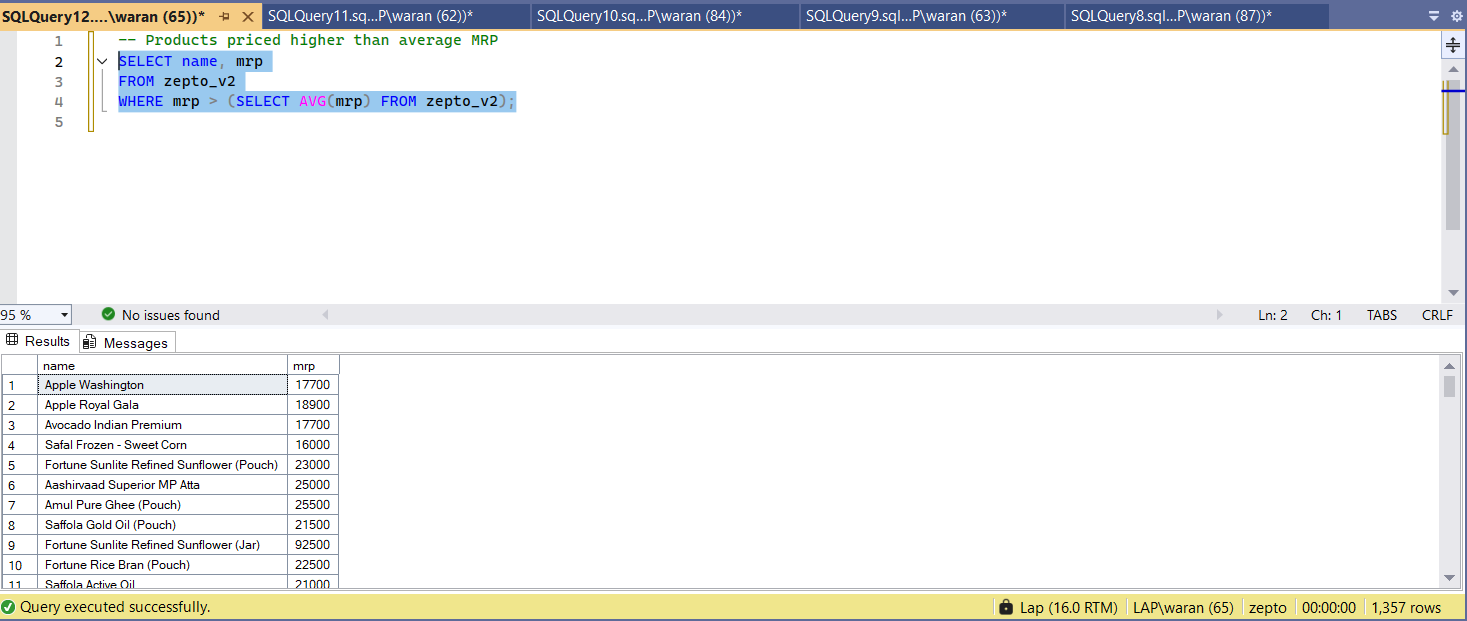 SQLQuery12....\waran (65))* SQLQuery11.sq...P\waran (62))* SQLQuery10.sq...P\waran (84))* SQLQuery9.sql...P\waran (63))* SQLQuery8.sql...P\waran (87))*
1 -- Products priced higher than average MRP
2 SELECT name, mrp
3 FROM zepto_v2
4 WHERE mrp > (SELECT AVG(mrp) FROM zepto_v2);
5
95 % No issues found Ln: 2 Ch: 1 TABS CRLF
Results Messages
name mrp
1 Apple Washington 17700
2 Apple Royal Gala 18900
3 Avocado Indian Premium 17700
4 Safal Frozen - Sweet Corn 16000
5 Fortune Sunlite Refined Sunflower (Pouch) 23000
6 Aashirvaad Superior MP Atta 25000
7 Amul Pure Ghee (Pouch) 25500
8 Saffola Gold Oil (Pouch) 21500
9 Fortune Sunlite Refined Sunflower (Jar) 92500
10 Fortune Rice Bran (Pouch) 22500
11 Saffola Active Oil 21000
Query executed successfully. Lap (16.0 RTM) LAP\waran (65) zepto 00:00:00 1,357 rows